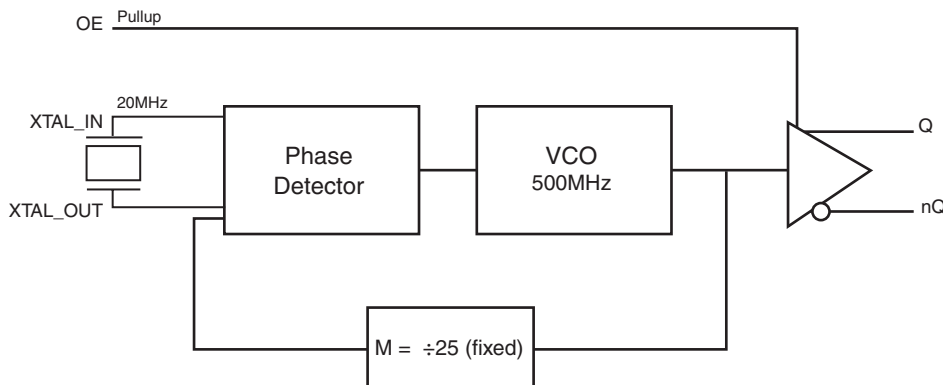 OE Pullup
20MHz
XTAL_IN
XTAL_OUT
Phase
Detector
VCO
500MHz
Q
nQ
M = ÷25 (fixed)